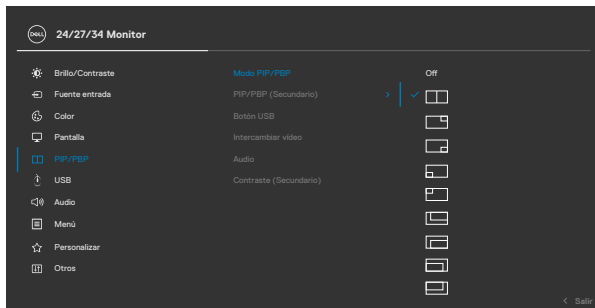 DELL 24/27/34 Monitor
Brillo/Contraste
Fuente entrada
Color
Pantalla
PIP/PBP
USB
Audio
Menú
Personalizar
Otros
Modo PIP/PBP
PIP/PBP (Secundario)
Botón USB
Intercambiar vídeo
Audio
Contraste (Secundario)
Off
Salir